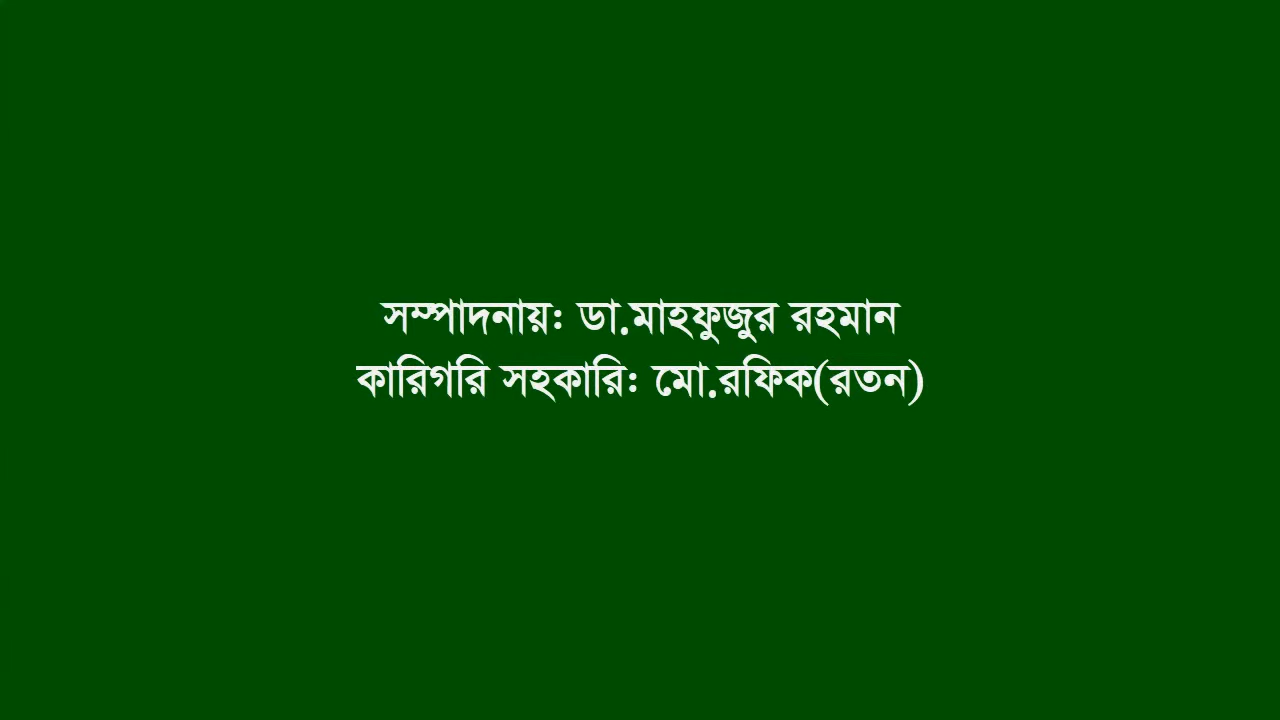 সম্পাদনায়: ডা.মাহফুজুর রহমান
কারিগরি সহকারি: মো.রফিক(রতন)